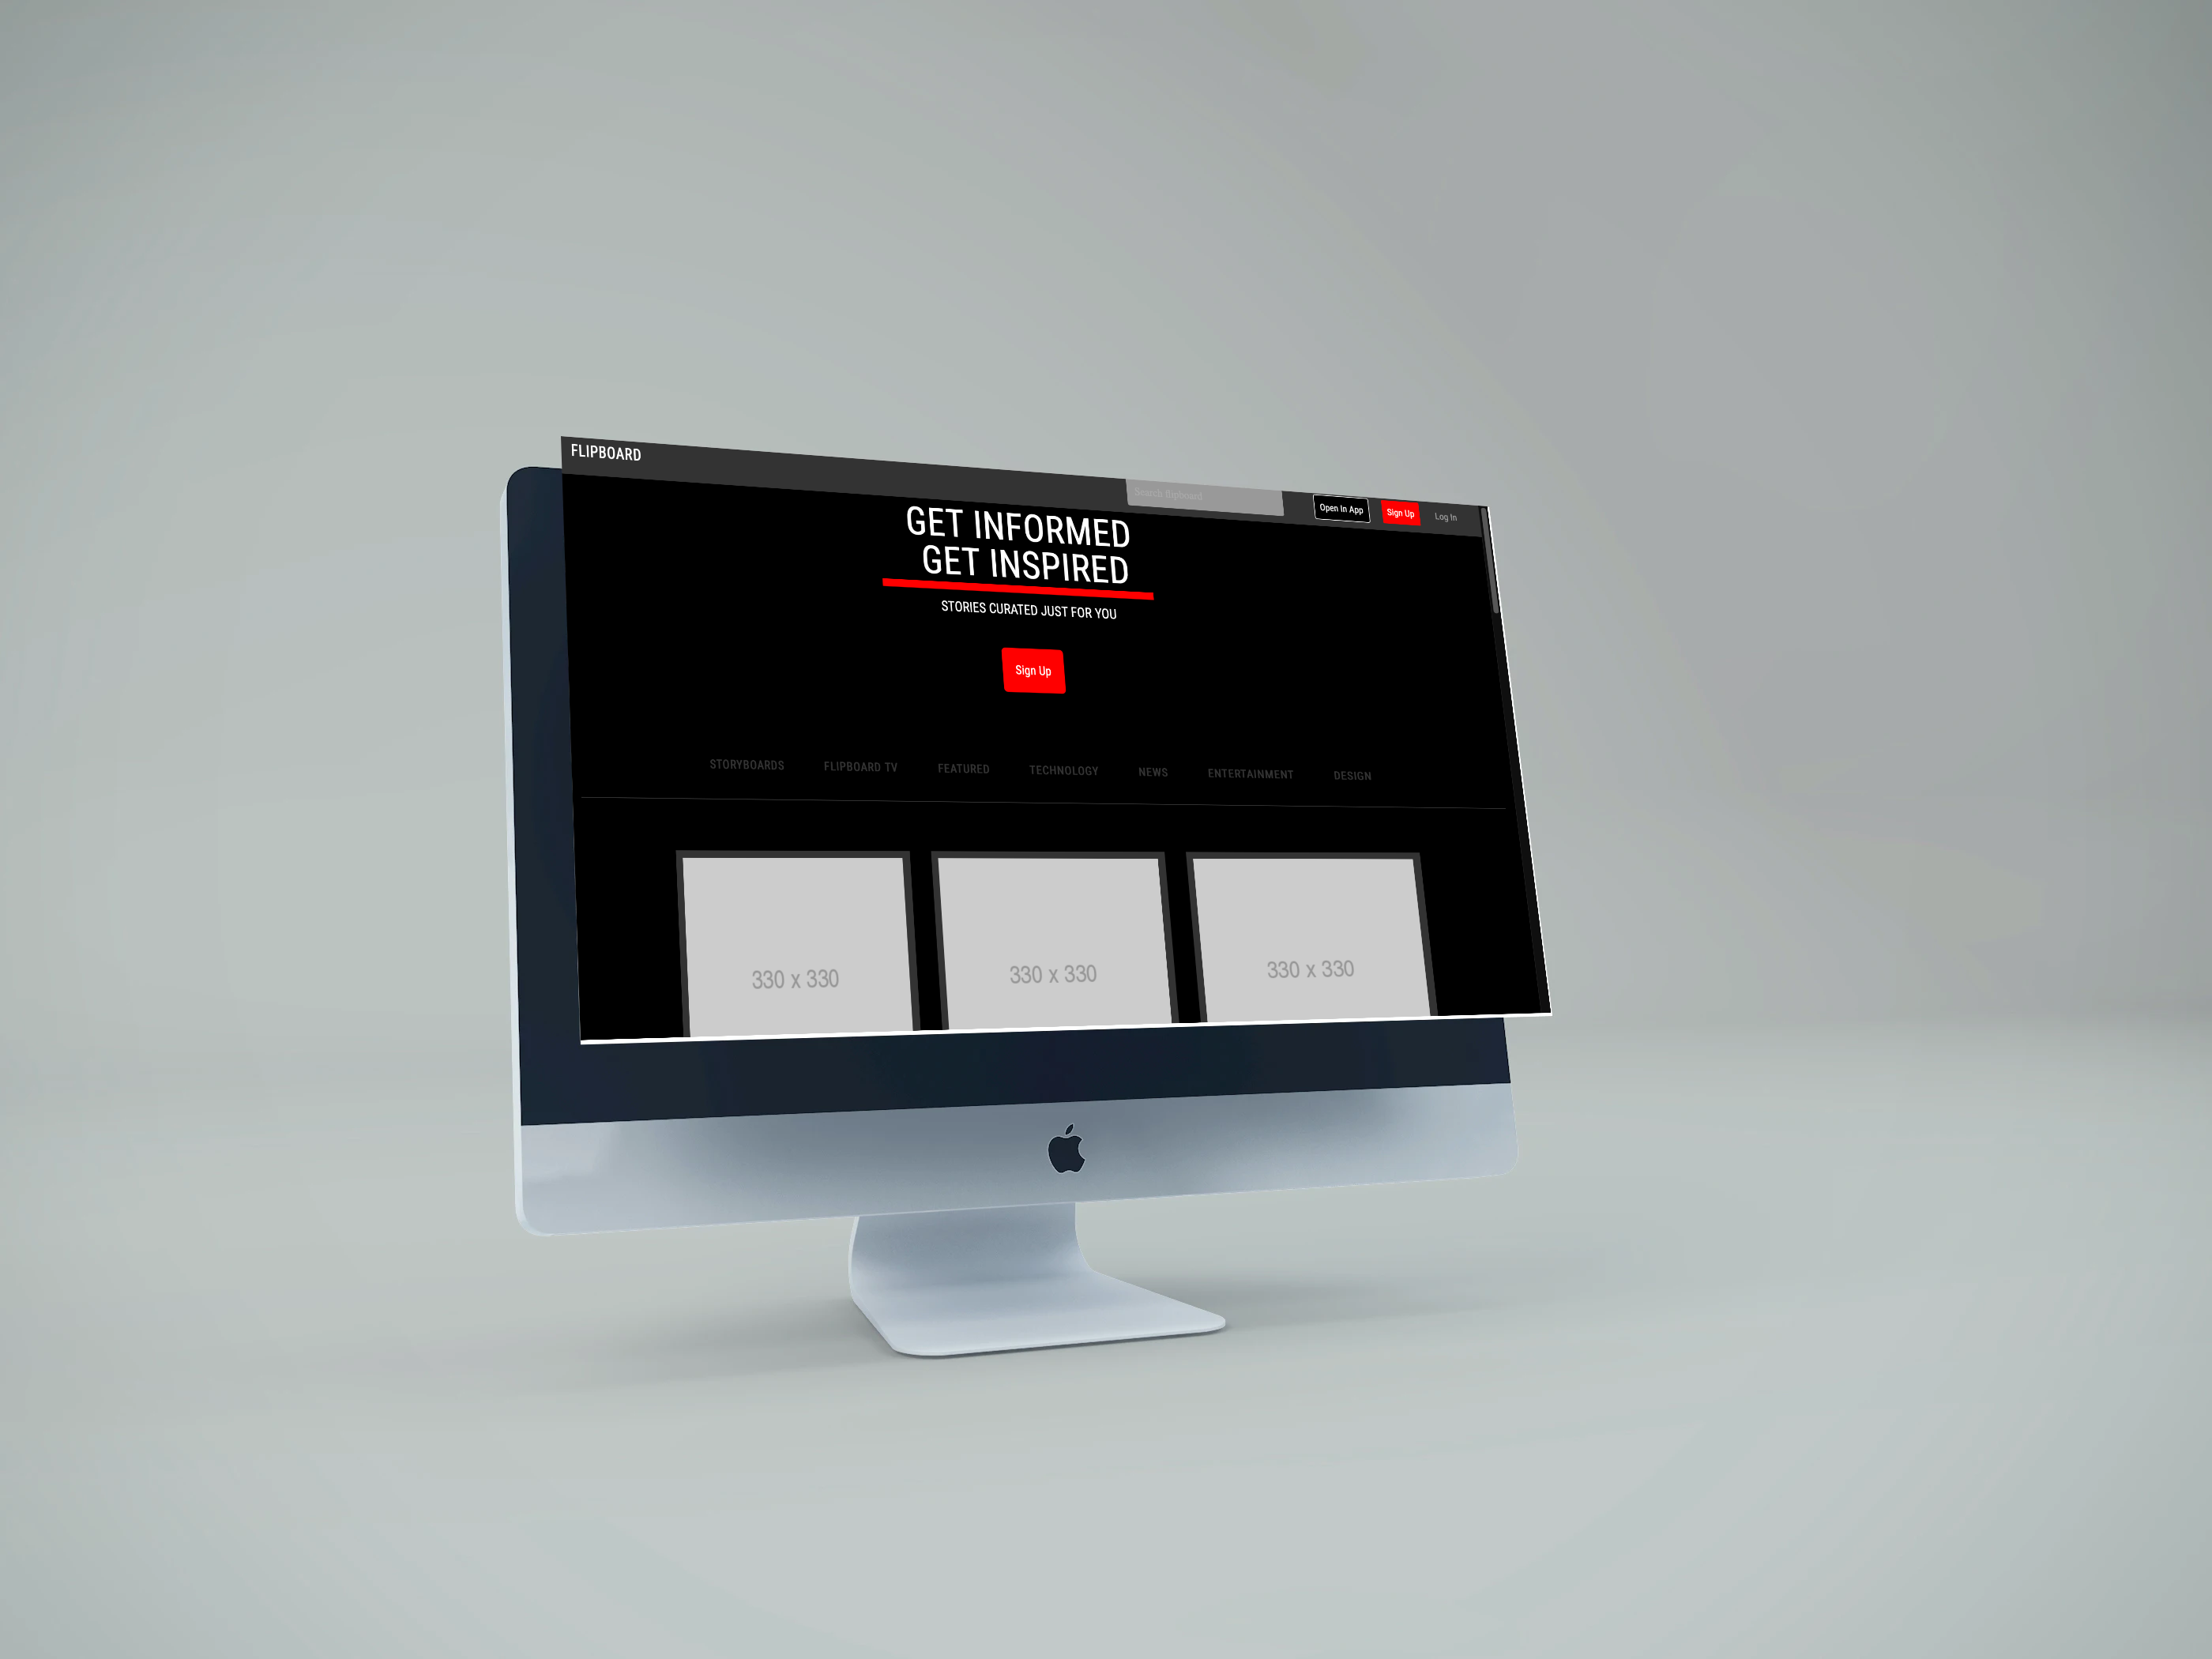 FLIPBOARD
Search flipboard
Open In App
Sign Up
Log In
GET INFORMED
GET INSPIRED
STORIES CURATED JUST FOR YOU
Sign Up
STORYBOARDS FLIPBOARD TV FEATURED TECHNOLOGY NEWS ENTERTAINMENT DESIGN
330 x 330 330 x 330 330 x 330